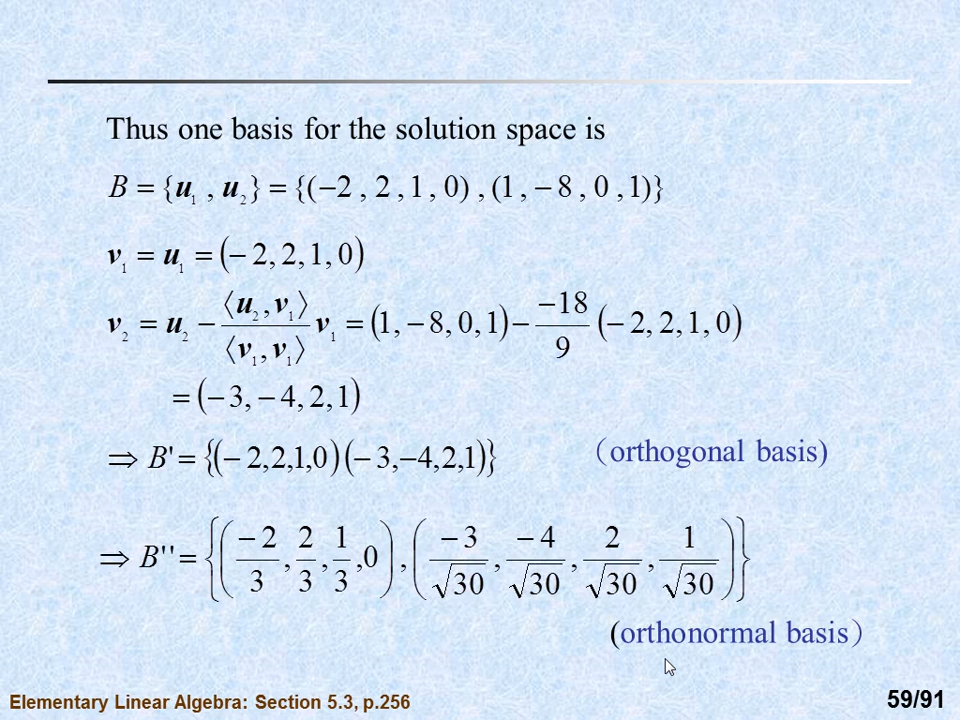 Thus one basis for the solution space is
B = {u₁ , u₂} = {(−2 , 2 , 1 , 0) , (1 , − 8 , 0 , 1)}
v₁ = u₁ = (− 2, 2, 1, 0)
v₂ = u₂ − ⟨u₂ , v₁⟩/⟨v₁ , v₁⟩ v₁ = (1, − 8, 0, 1) − −18/9 (− 2, 2, 1, 0)
= (− 3, − 4, 2, 1)
⇒ B' = {(− 2,2,1,0) (− 3,−4,2,1)} （orthogonal basis)
⇒ B'' = {(−2/3 , 2/3 , 1/3 ,0) , (−3/√30 , −4/√30 , 2/√30 , 1/√30)}
(orthonormal basis）
Elementary Linear Algebra: Section 5.3, p.256
59/91